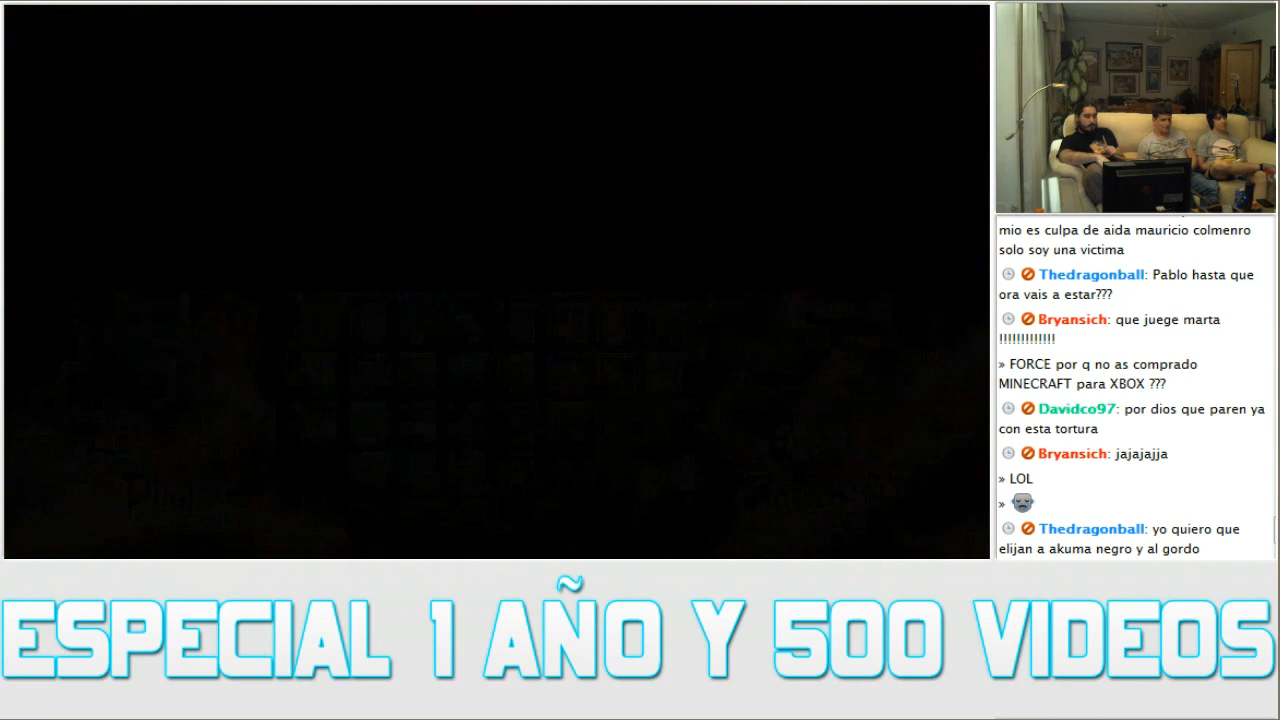 mio es culpa de aida mauricio colmenro
solo soy una victima
Thedragonball: Pablo hasta que
ora vais a estar???
Bryansich: que juege marta
!!!!!!!!!!!!!
» FORCE por q no as comprado
MINECRAFT para XBOX ???
Davidco97: por dios que paren ya
con esta tortura
Bryansich: jajajajja
» LOL
»
Thedragonball: yo quiero que
elijan a akuma negro y al gordo
ESPECIAL 1 AÑO Y 500 VIDEOS